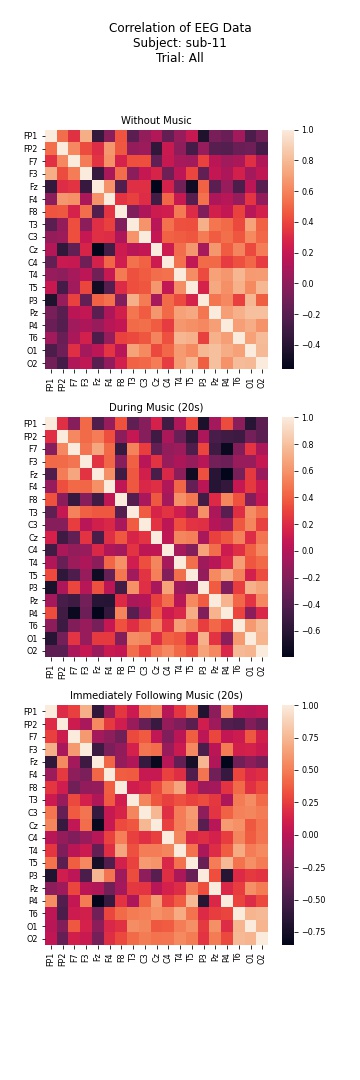 Correlation of EEG Data
Subject: sub-11
Trial: All
Without Music
FP1
FP2
F7
F3
Fz
F4
F8
T3
C3
Cz
C4
T4
T5
P3
Pz
P4
T6
O1
O2
FP1 FP2 F7 F3 Fz F4 F8 T3 C3 Cz C4 T4 T5 P3 Pz P4 T6 O1 O2
1.0
0.8
0.6
0.4
0.2
0.0
−0.2
−0.4
During Music (20s)
FP1
FP2
F7
F3
Fz
F4
F8
T3
C3
Cz
C4
T4
T5
P3
Pz
P4
T6
O1
O2
FP1 FP2 F7 F3 Fz F4 F8 T3 C3 Cz C4 T4 T5 P3 Pz P4 T6 O1 O2
1.0
0.8
0.6
0.4
0.2
0.0
−0.2
−0.4
−0.6
Immediately Following Music (20s)
FP1
FP2
F7
F3
Fz
F4
F8
T3
C3
Cz
C4
T4
T5
P3
Pz
P4
T6
O1
O2
FP1 FP2 F7 F3 Fz F4 F8 T3 C3 Cz C4 T4 T5 P3 Pz P4 T6 O1 O2
1.00
0.75
0.50
0.25
0.00
−0.25
−0.50
−0.75